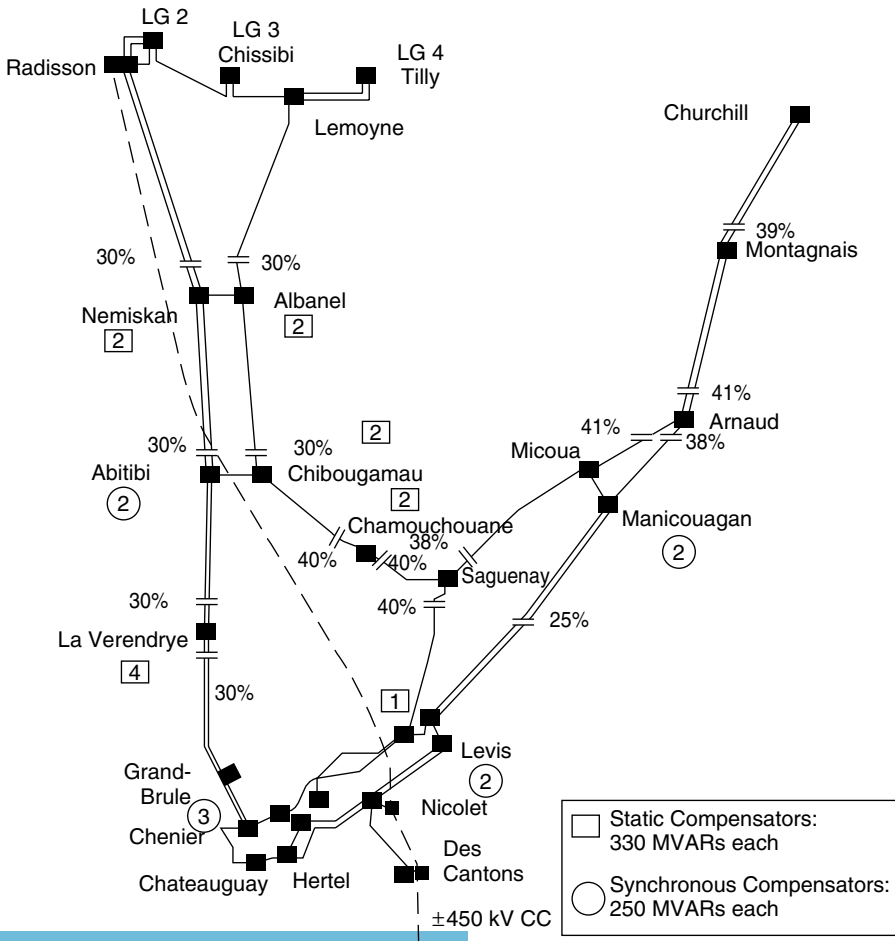 LG 2
LG 3
Chissibi
LG 4
Tilly
Radisson
Lemoyne
Churchill
39%
Montagnais
30%
30%
Nemiskan
2
Albanel
2
41%
Arnaud
41%
38%
2
30%
30%
Micoua
Abitibi
2
Chibougamau
2
Manicouagan
2
Chamouchouane
38%
40%
40%
Saguenay
30%
40%
25%
La Verendrye
4
30%
1
Levis
2
Grand-
Brule
3
Nicolet
Chenier
Des
Cantons
Chateauguay
Hertel
±450 kV CC
Static Compensators:
330 MVARs each
Synchronous Compensators:
250 MVARs each